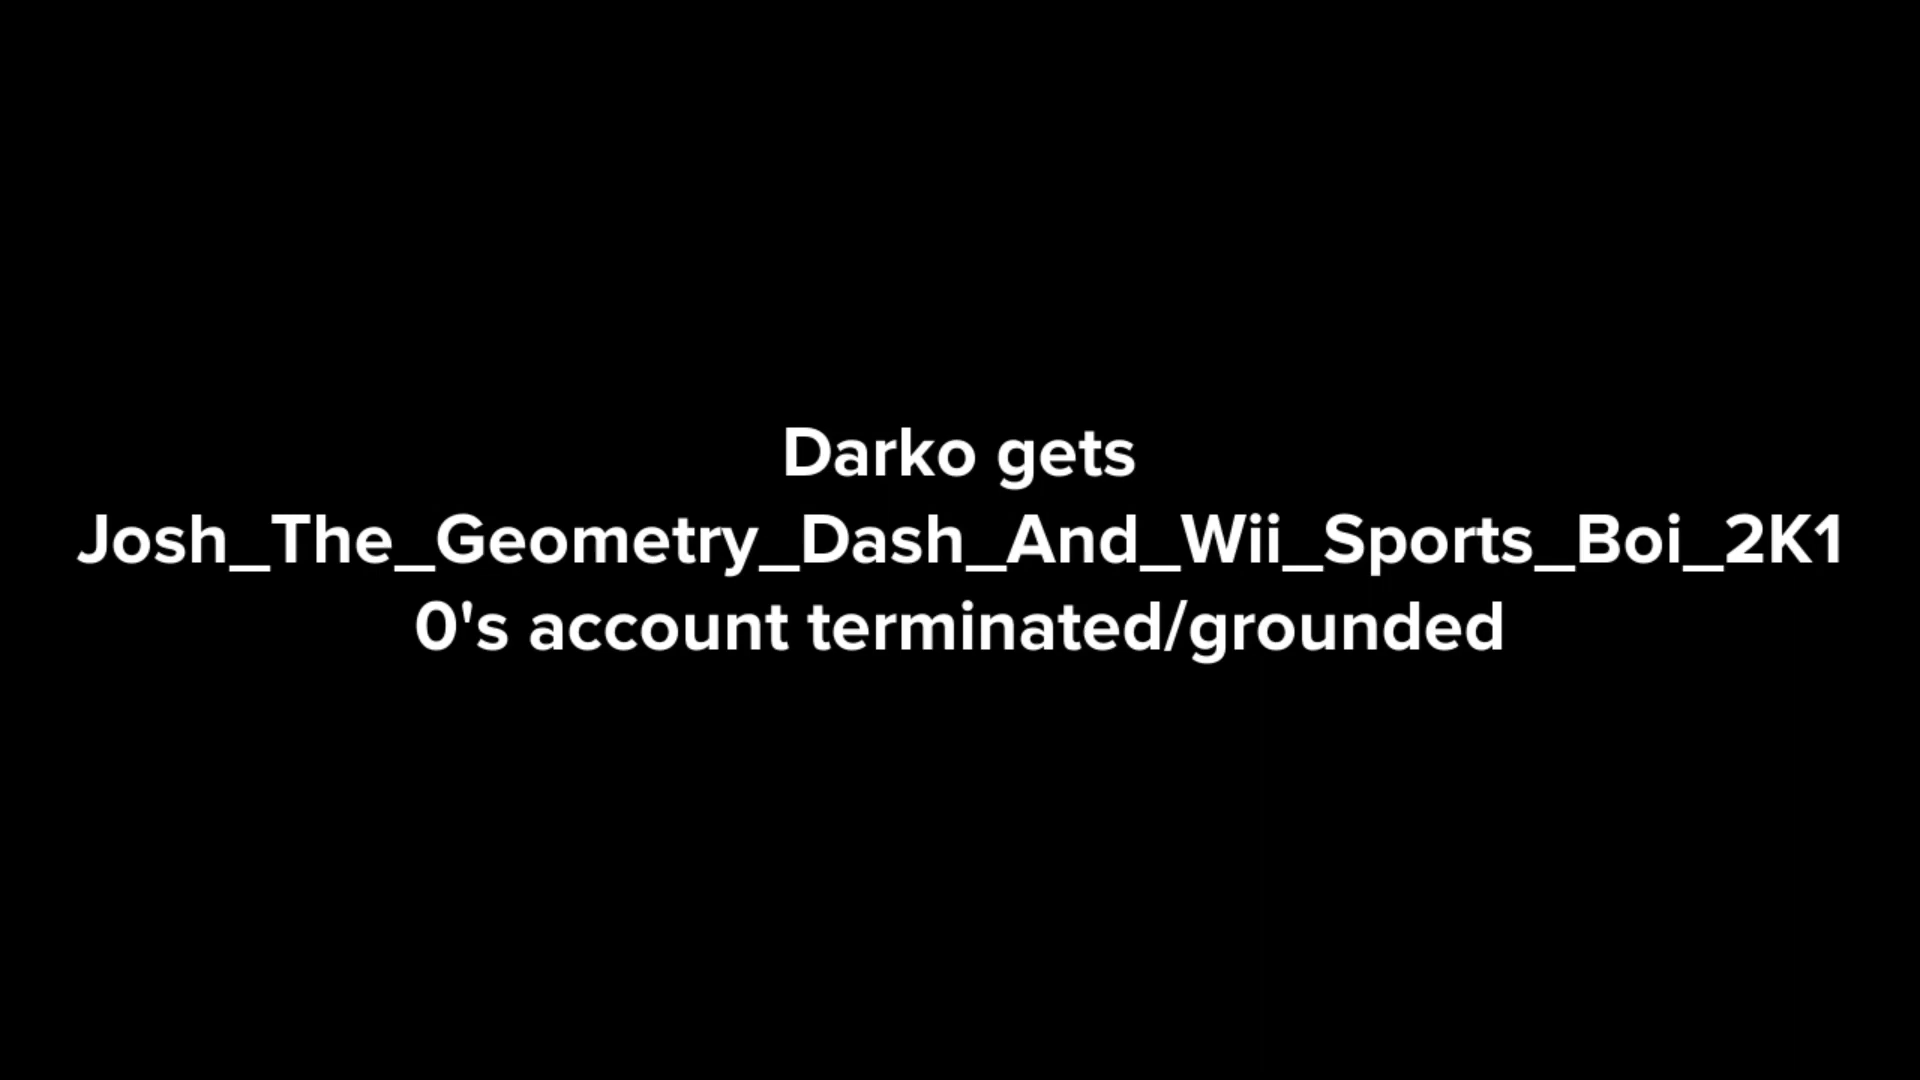 Darko gets
Josh_The_Geometry_Dash_And_Wii_Sports_Boi_2K1
0's account terminated/grounded